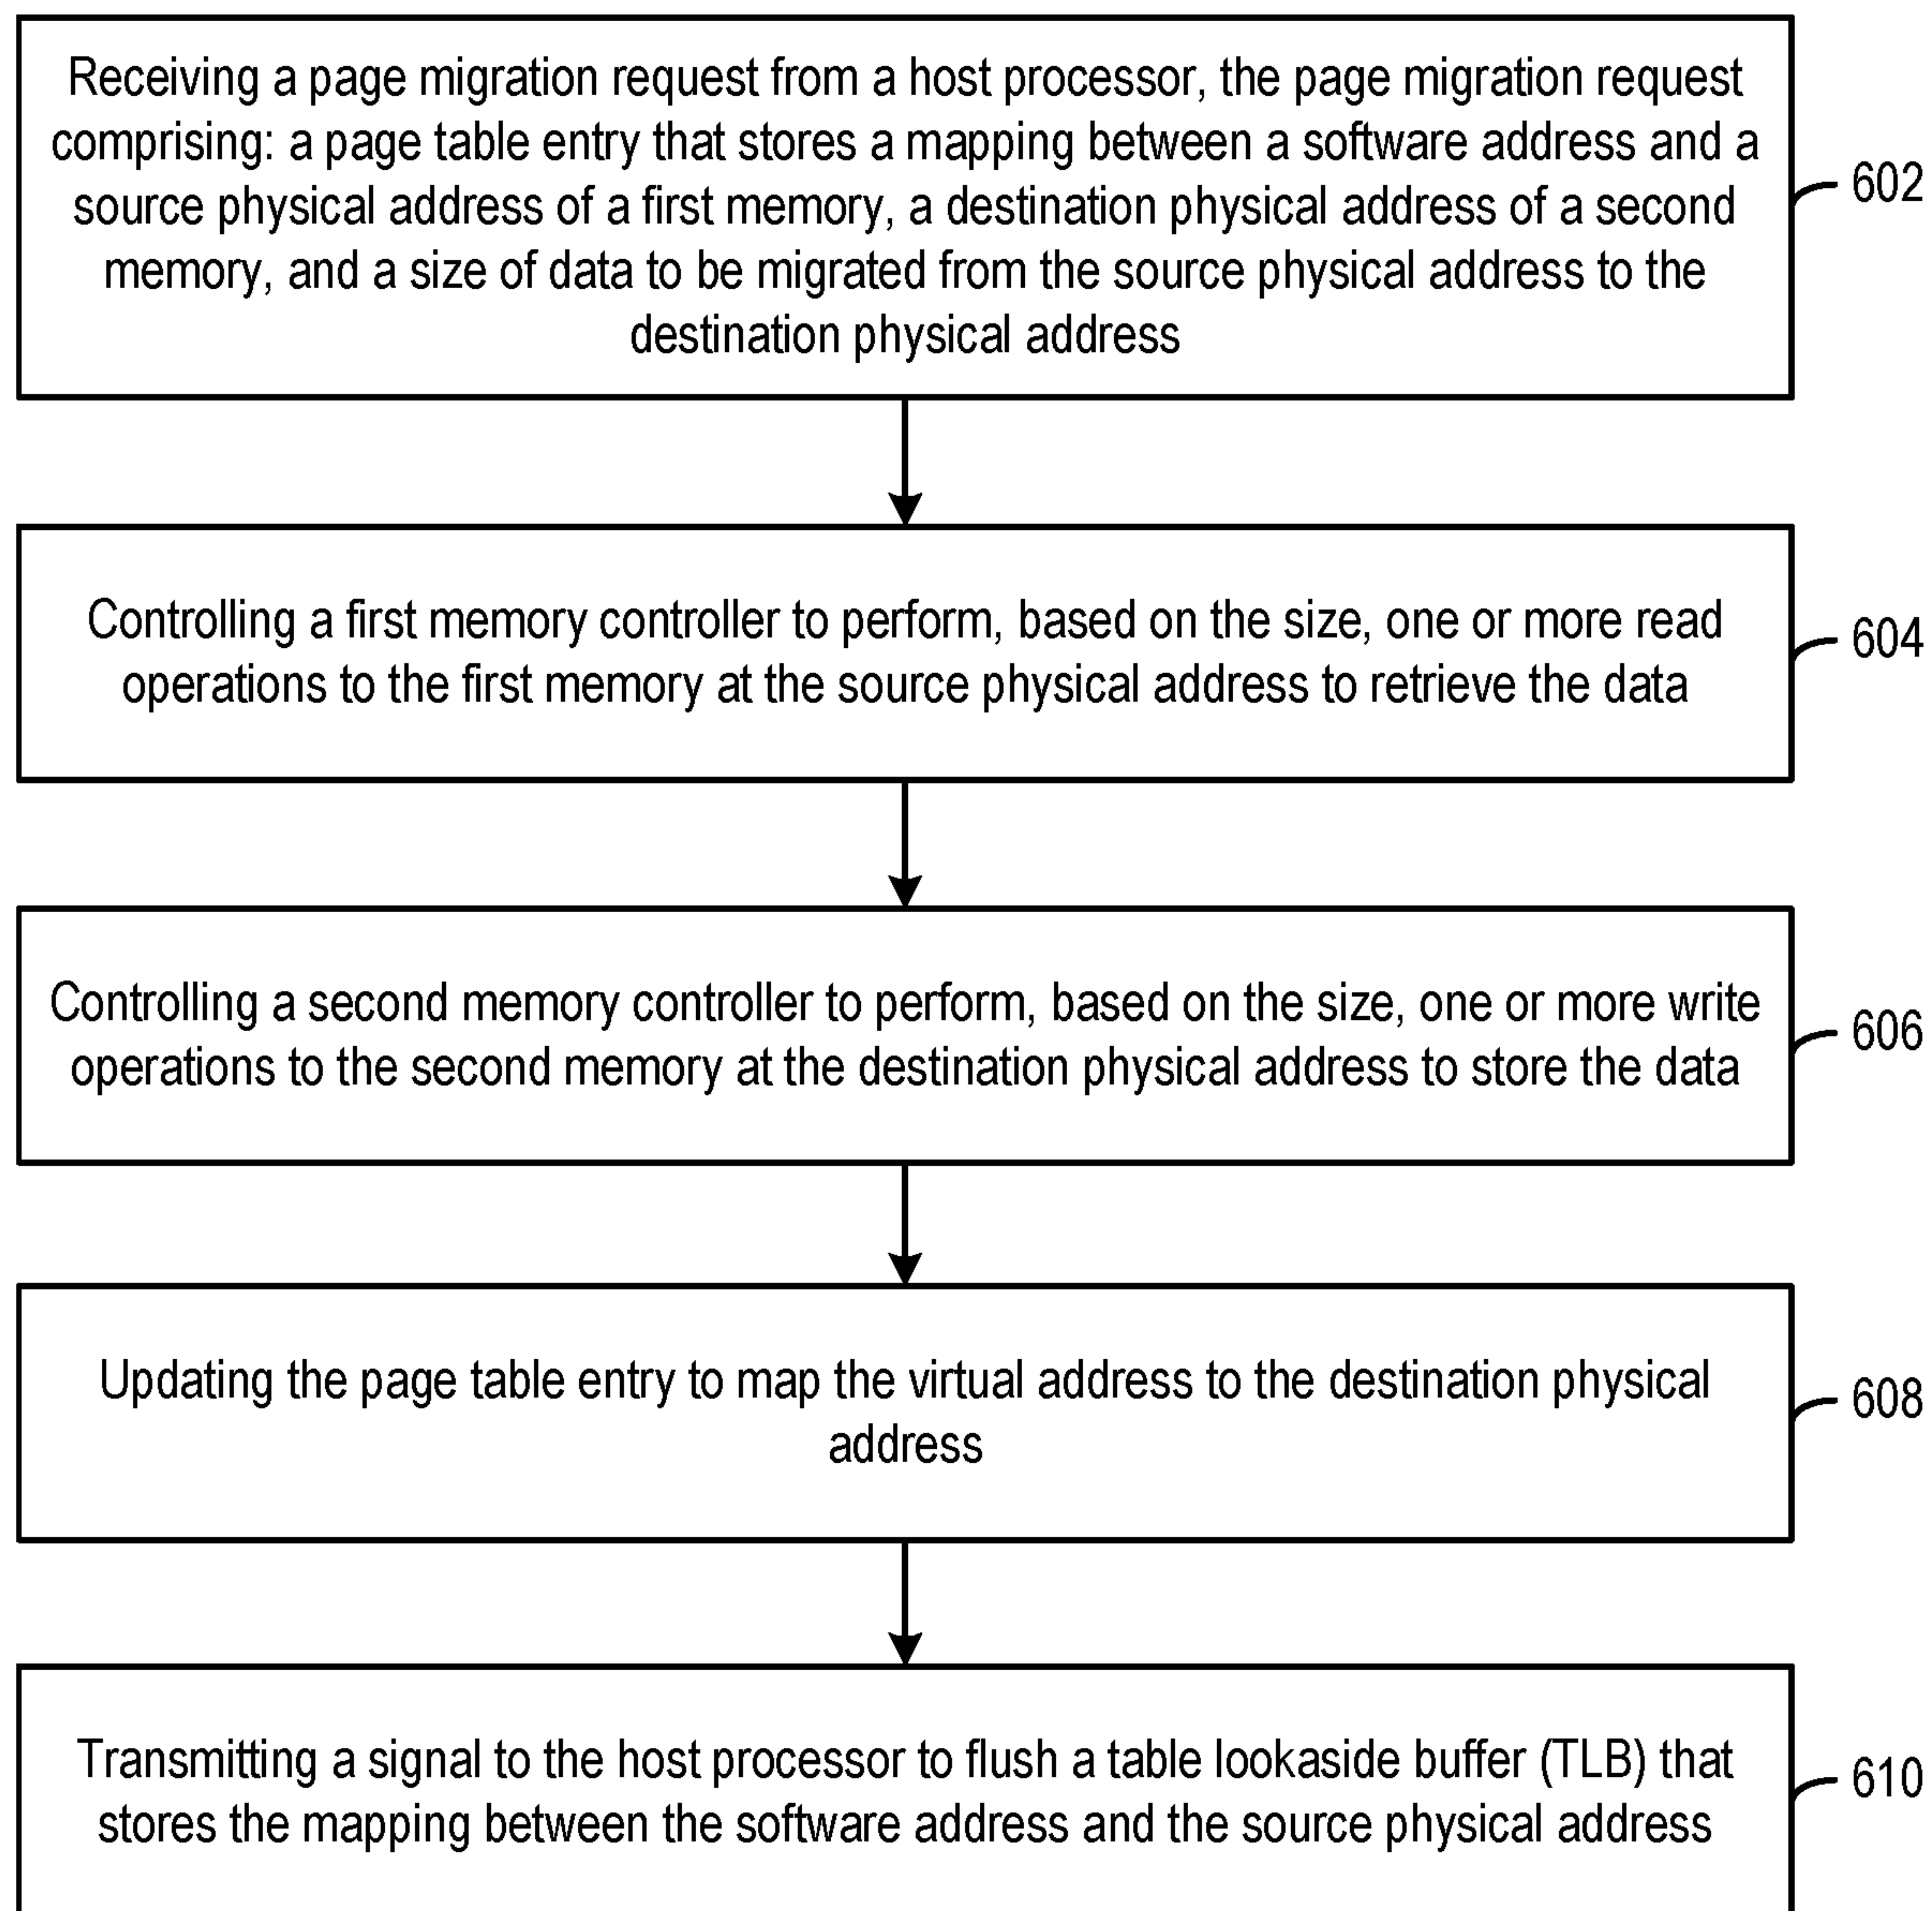 Receiving a page migration request from a host processor, the page migration request
comprising: a page table entry that stores a mapping between a software address and a
source physical address of a first memory, a destination physical address of a second
memory, and a size of data to be migrated from the source physical address to the
destination physical address
602
Controlling a first memory controller to perform, based on the size, one or more read
operations to the first memory at the source physical address to retrieve the data
604
Controlling a second memory controller to perform, based on the size, one or more write
operations to the second memory at the destination physical address to store the data
606
Updating the page table entry to map the virtual address to the destination physical
address
608
Transmitting a signal to the host processor to flush a table lookaside buffer (TLB) that
stores the mapping between the software address and the source physical address
610